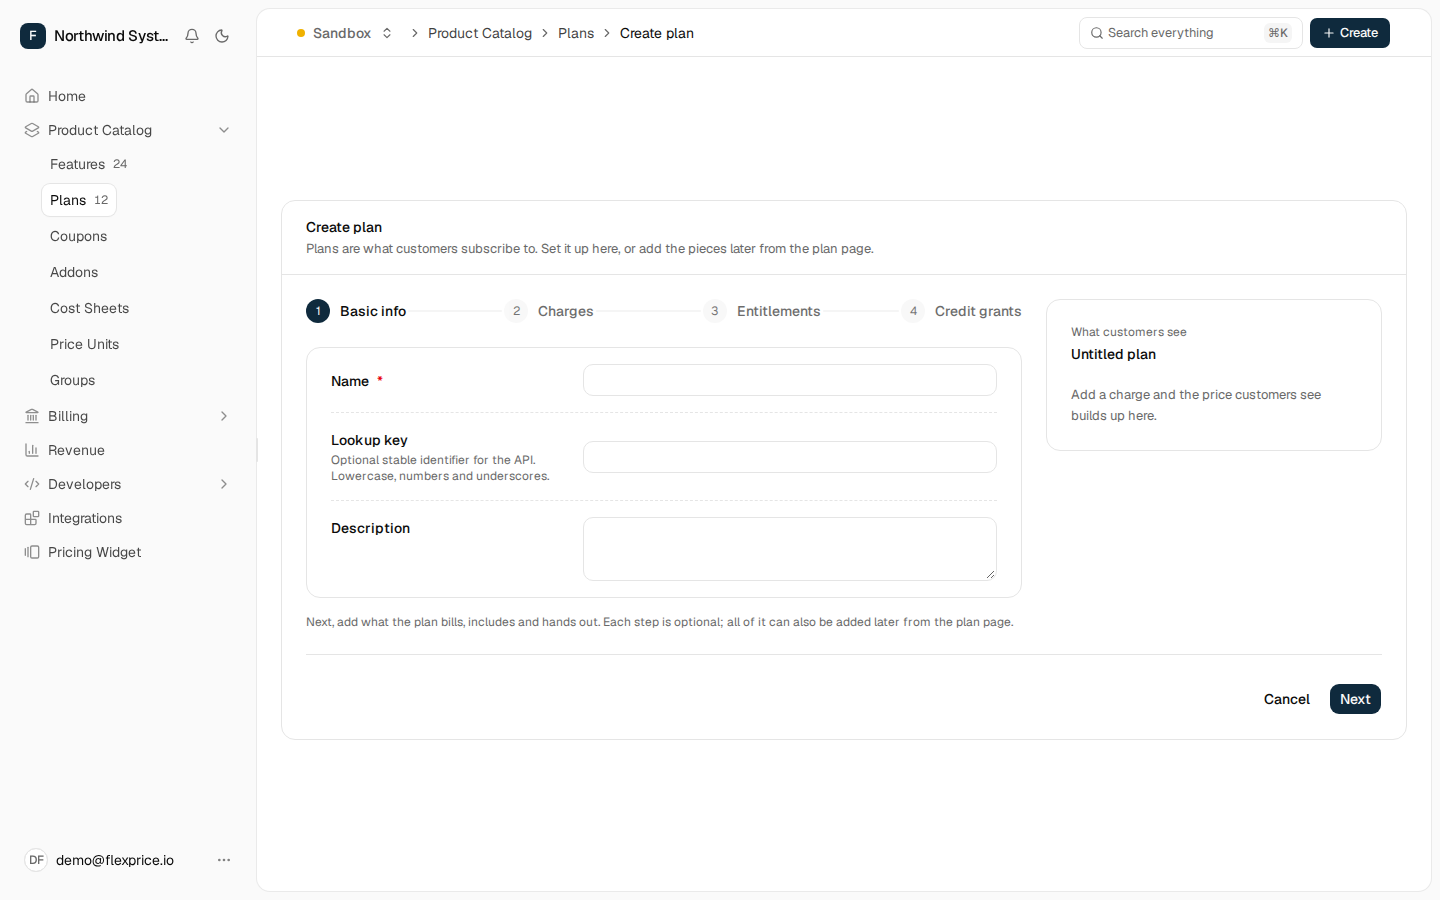 F Northwind Syst...
Sandbox > Product Catalog > Plans > Create plan
Search everything ⌘K
+ Create
Home
Product Catalog
Features 24
Plans 12
Coupons
Addons
Cost Sheets
Price Units
Groups
Billing
Revenue
Developers
Integrations
Pricing Widget
DF demo@flexprice.io
Create plan
Plans are what customers subscribe to. Set it up here, or add the pieces later from the plan page.
1 Basic info 2 Charges 3 Entitlements 4 Credit grants
Name *
Lookup key
Optional stable identifier for the API.
Lowercase, numbers and underscores.
Description
Next, add what the plan bills, includes and hands out. Each step is optional; all of it can also be added later from the plan page.
What customers see
Untitled plan
Add a charge and the price customers see
builds up here.
Cancel Next